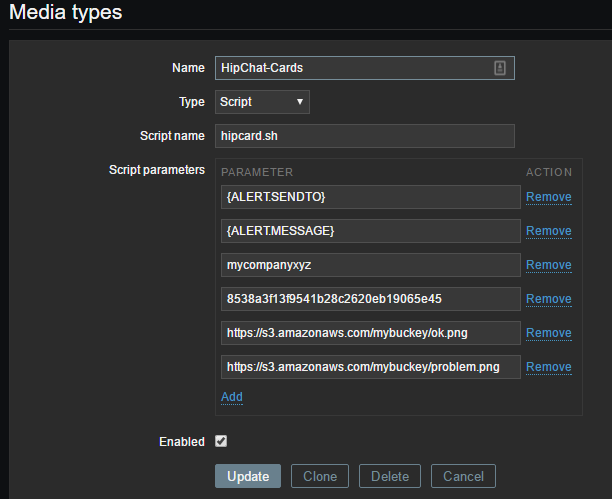 Media types
Name HipChat-Cards
Type Script
Script name hipcard.sh
Script parameters PARAMETER ACTION
{ALERT.SENDTO} Remove
{ALERT.MESSAGE} Remove
mycompanyxyz Remove
8538a3f13f9541b28c2620eb19065e45 Remove
https://s3.amazonaws.com/mybuckey/ok.png Remove
https://s3.amazonaws.com/mybuckey/problem.png Remove
Add
Enabled
Update Clone Delete Cancel